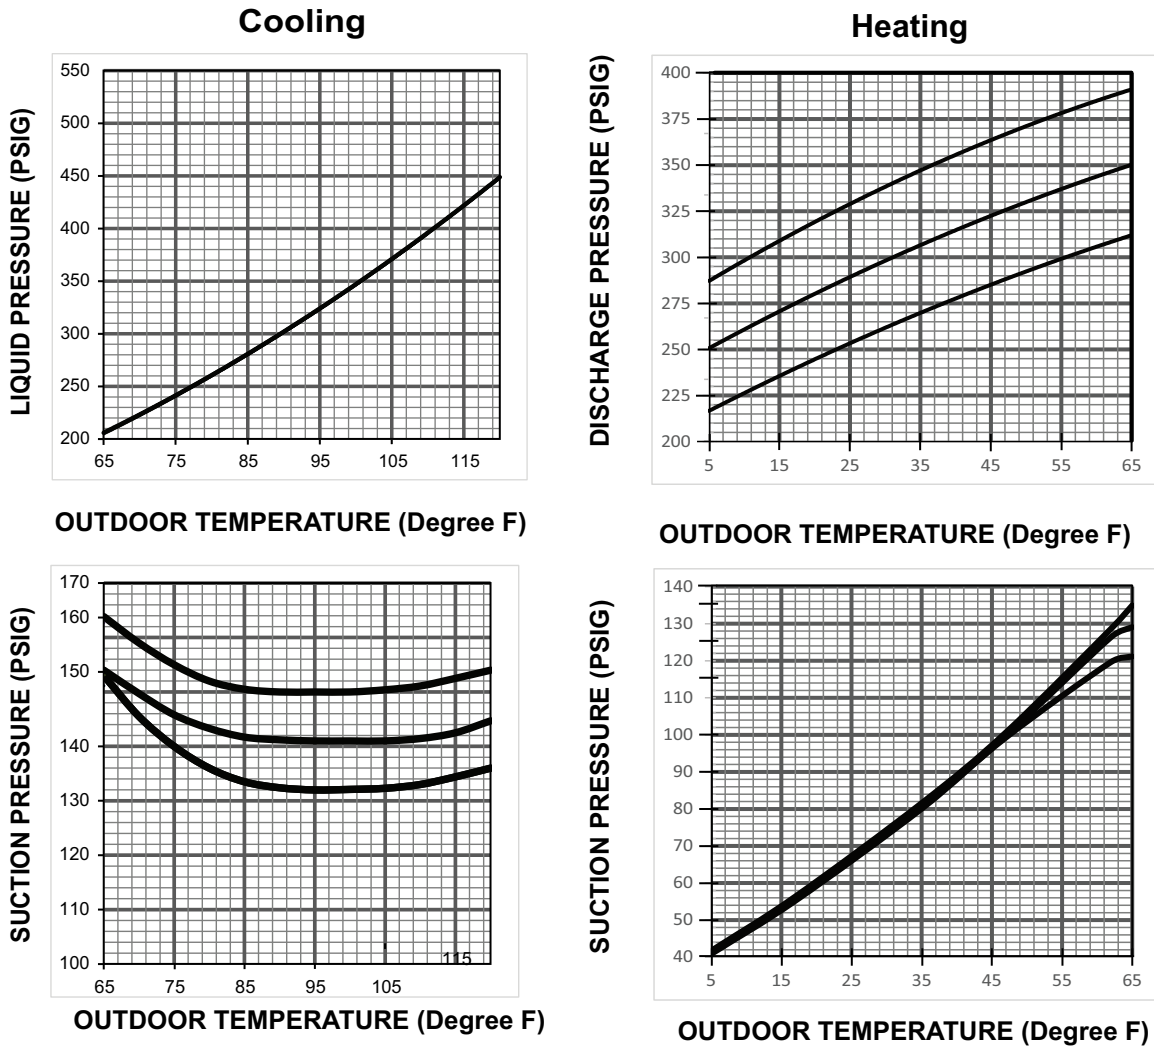 Cooling
LIQUID PRESSURE (PSIG)
550
500
450
400
350
300
250
200
65 75 85 95 105 115
OUTDOOR TEMPERATURE (Degree F)
Heating
DISCHARGE PRESSURE (PSIG)
400
375
350
325
300
275
250
225
200
5 15 25 35 45 55 65
OUTDOOR TEMPERATURE (Degree F)
SUCTION PRESSURE (PSIG)
170
160
150
140
130
120
110
100
65 75 85 95 105 115
OUTDOOR TEMPERATURE (Degree F)
SUCTION PRESSURE (PSIG)
140
130
120
110
100
90
80
70
60
50
40
5 15 25 35 45 55 65
OUTDOOR TEMPERATURE (Degree F)